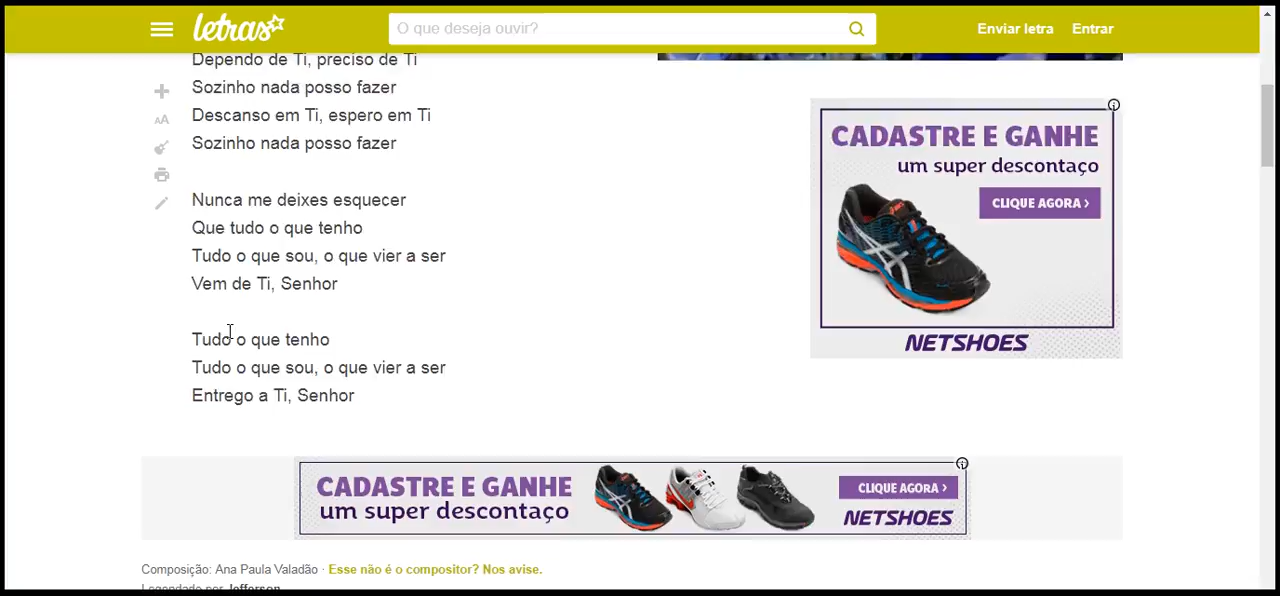 letras
O que deseja ouvir?
Enviar letra
Entrar
Dependo de Ti, preciso de Ti
Sozinho nada posso fazer
Descanso em Ti, espero em Ti
Sozinho nada posso fazer
Nunca me deixes esquecer
Que tudo o que tenho
Tudo o que sou, o que vier a ser
Vem de Ti, Senhor
Tudo o que tenho
Tudo o que sou, o que vier a ser
Entrego a Ti, Senhor
AA
CADASTRE E GANHE
um super descontaço
CLIQUE AGORA >
NETSHOES
CADASTRE E GANHE
um super descontaço
CLIQUE AGORA >
NETSHOES
Composição: Ana Paula Valadão · Esse não é o compositor? Nos avise.
Legendado por Jefferson